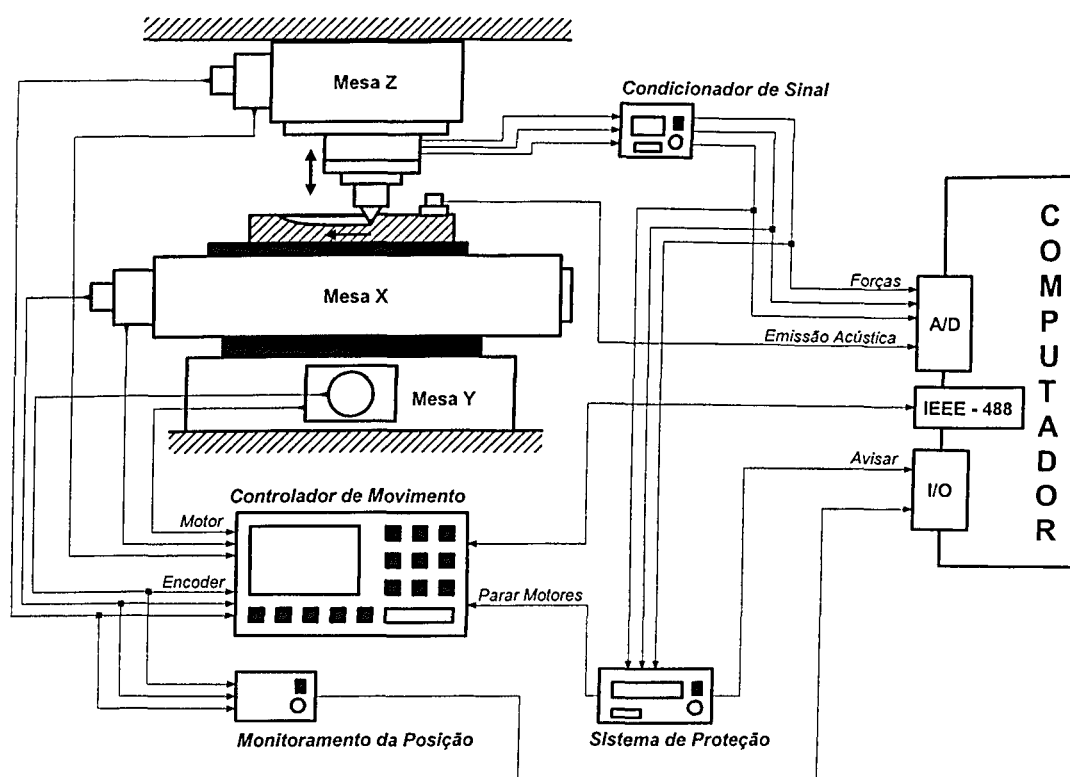 Mesa Z
Condicionador de Sinal
COMPUTADOR
Mesa X
Forças
A/D
Emissão Acústica
Mesa Y
IEEE - 488
Avisar
I/O
Controlador de Movimento
Motor
Encoder
Parar Motores
Monitoramento da Posição
Sistema de Proteção